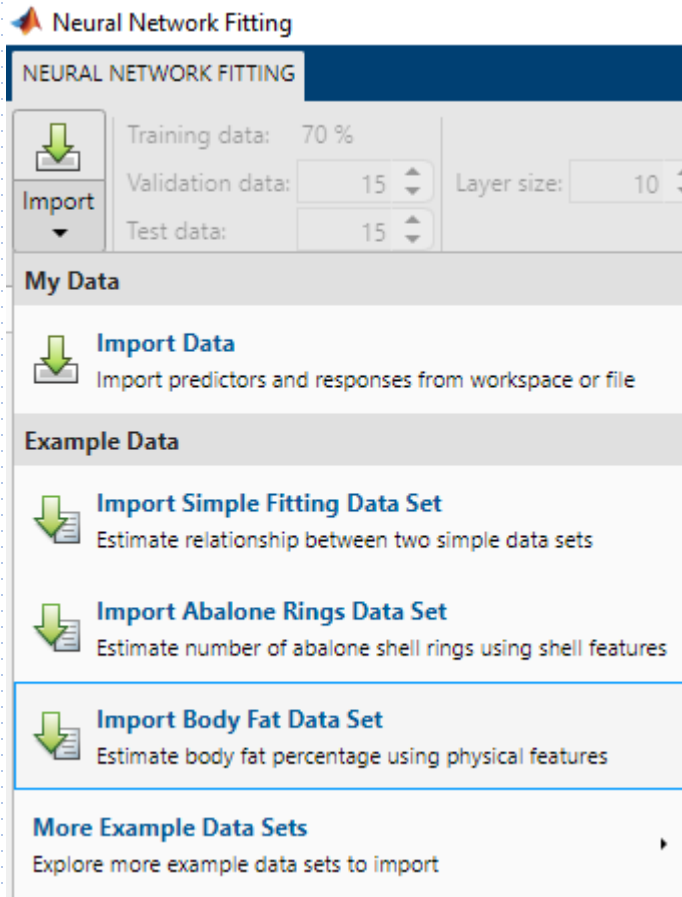 Neural Network Fitting
NEURAL NETWORK FITTING
Import
Training data: 70 %
Validation data: 15
Test data: 15
Layer size: 10
My Data
Import Data
Import predictors and responses from workspace or file
Example Data
Import Simple Fitting Data Set
Estimate relationship between two simple data sets
Import Abalone Rings Data Set
Estimate number of abalone shell rings using shell features
Import Body Fat Data Set
Estimate body fat percentage using physical features
More Example Data Sets
Explore more example data sets to import